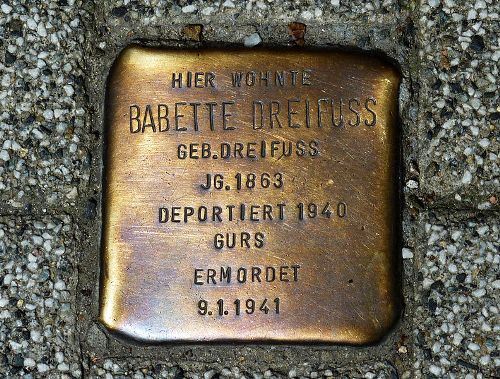 HIER WOHNTE
BABETTE DREIFUSS
GEB.DREIFUSS
JG.1863
DEPORTIERT 1940
GURS
ERMORDET
9.1.1941